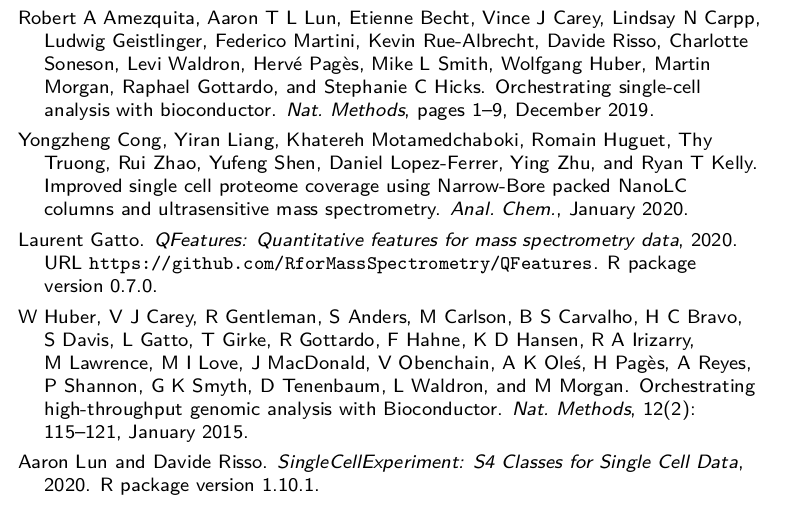 Robert A Amezquita, Aaron T L Lun, Etienne Becht, Vince J Carey, Lindsay N Carpp,
Ludwig Geistlinger, Federico Martini, Kevin Rue-Albrecht, Davide Risso, Charlotte
Soneson, Levi Waldron, Hervé Pagès, Mike L Smith, Wolfgang Huber, Martin
Morgan, Raphael Gottardo, and Stephanie C Hicks. Orchestrating single-cell
analysis with bioconductor. Nat. Methods, pages 1–9, December 2019.
Yongzheng Cong, Yiran Liang, Khatereh Motamedchaboki, Romain Huguet, Thy
Truong, Rui Zhao, Yufeng Shen, Daniel Lopez-Ferrer, Ying Zhu, and Ryan T Kelly.
Improved single cell proteome coverage using Narrow-Bore packed NanoLC
columns and ultrasensitive mass spectrometry. Anal. Chem., January 2020.
Laurent Gatto. QFeatures: Quantitative features for mass spectrometry data, 2020.
URL https://github.com/RforMassSpectrometry/QFeatures. R package
version 0.7.0.
W Huber, V J Carey, R Gentleman, S Anders, M Carlson, B S Carvalho, H C Bravo,
S Davis, L Gatto, T Girke, R Gottardo, F Hahne, K D Hansen, R A Irizarry,
M Lawrence, M I Love, J MacDonald, V Obenchain, A K Oleś, H Pagès, A Reyes,
P Shannon, G K Smyth, D Tenenbaum, L Waldron, and M Morgan. Orchestrating
high-throughput genomic analysis with Bioconductor. Nat. Methods, 12(2):
115–121, January 2015.
Aaron Lun and Davide Risso. SingleCellExperiment: S4 Classes for Single Cell Data,
2020. R package version 1.10.1.